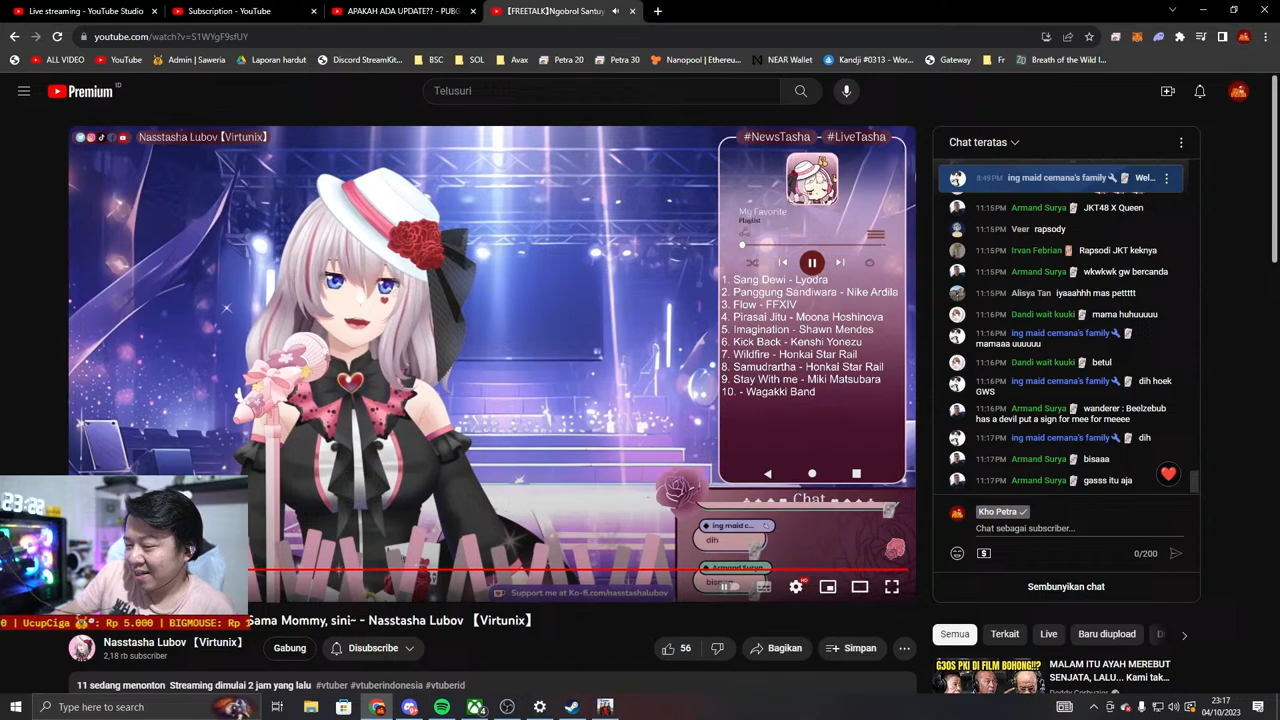 Live streaming - YouTube Studio
Subscription - YouTube
APAKAH ADA UPDATE?? - PUBG
【FREETALK】Ngobrol Santuy
youtube.com/watch?v=S1WYgF9sfUY
ALL VIDEO
YouTube
Admin | Saweria
Laporan hardut
Discord StreamKit...
BSC
SOL
Avax
Petra 20
Petra 30
Nanopool | Ethereu...
NEAR Wallet
Kandji #0313 - Wor...
Gateway
Fr
Breath of the Wild I...
Premium ID
Telusuri
Nasstasha Lubov【Virtunix】
#NewsTasha #LiveTasha
My Favorite
Playlist
1. Sang Dewi - Lyodra
2. Panggung Sandiwara - Nike Ardila
3. Flow - FFXIV
4. Pirasai Jitu - Moona Hoshinova
5. Imagination - Shawn Mendes
6. Kick Back - Kenshi Yonezu
7. Wildfire - Honkai Star Rail
8. Samudrartha - Honkai Star Rail
9. Stay With me - Miki Matsubara
10. - Wagakki Band
Chat
ing maid c...
dih
Armand Surya
Support me at Ko-fi.com/nasstashalubov
Chat teratas
8:49PM ing maid cemana's family Wel...
11:15PM Armand Surya JKT48 X Queen
11:15PM Veer rapsody
11:15PM Irvan Febrian Rapsodi JKT keknya
11:15PM Armand Surya wkwkwk gw bercanda
11:15PM Alisya Tan iyaaahhh mas petttt
11:16PM Dandi wait kuuki mama huuuuuu
11:16PM ing maid cemana's family
mamaaa uuuuuu
11:16PM Dandi wait kuuki betul
11:16PM ing maid cemana's family dih hoek
GWS
11:16PM Armand Surya wanderer : Beelzebub
has a devil put a sign for mee for meeee
11:17PM ing maid cemana's family dih
11:17PM Armand Surya bisaaa
11:17PM Armand Surya gasss itu aja
Kho Petra
Chat sebagai subscriber...
0/200
Sembunyikan chat
23:22
0 | UcupCiga : Rp 5.000 | BIGMOUSE: Rp
Sama Mommy, sini~ - Nasstasha Lubov 【Virtunix】
Nasstasha Lubov 【Virtunix】
2,18 rb subscriber
Gabung
Disubscribe
56
Bagikan
Simpan
11 sedang menonton Streaming dimulai 2 jam yang lalu #vtuber #vtuberindonesia #vtuberid
Semua
Terkait
Live
Baru diupload
G30S PKI DI FILM BOHONG!!?
MALAM ITU AYAH MEREBUT
SENJATA, LALU... Kami tak...
Type here to search
23:17
04/10/2023